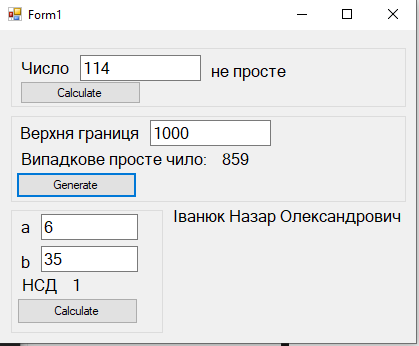 Form1
Число 114 не просте
Calculate
Верхня границя 1000
Випадкове просте чило: 859
Generate
Іванюк Назар Олександрович
a 6
b 35
НСД 1
Calculate